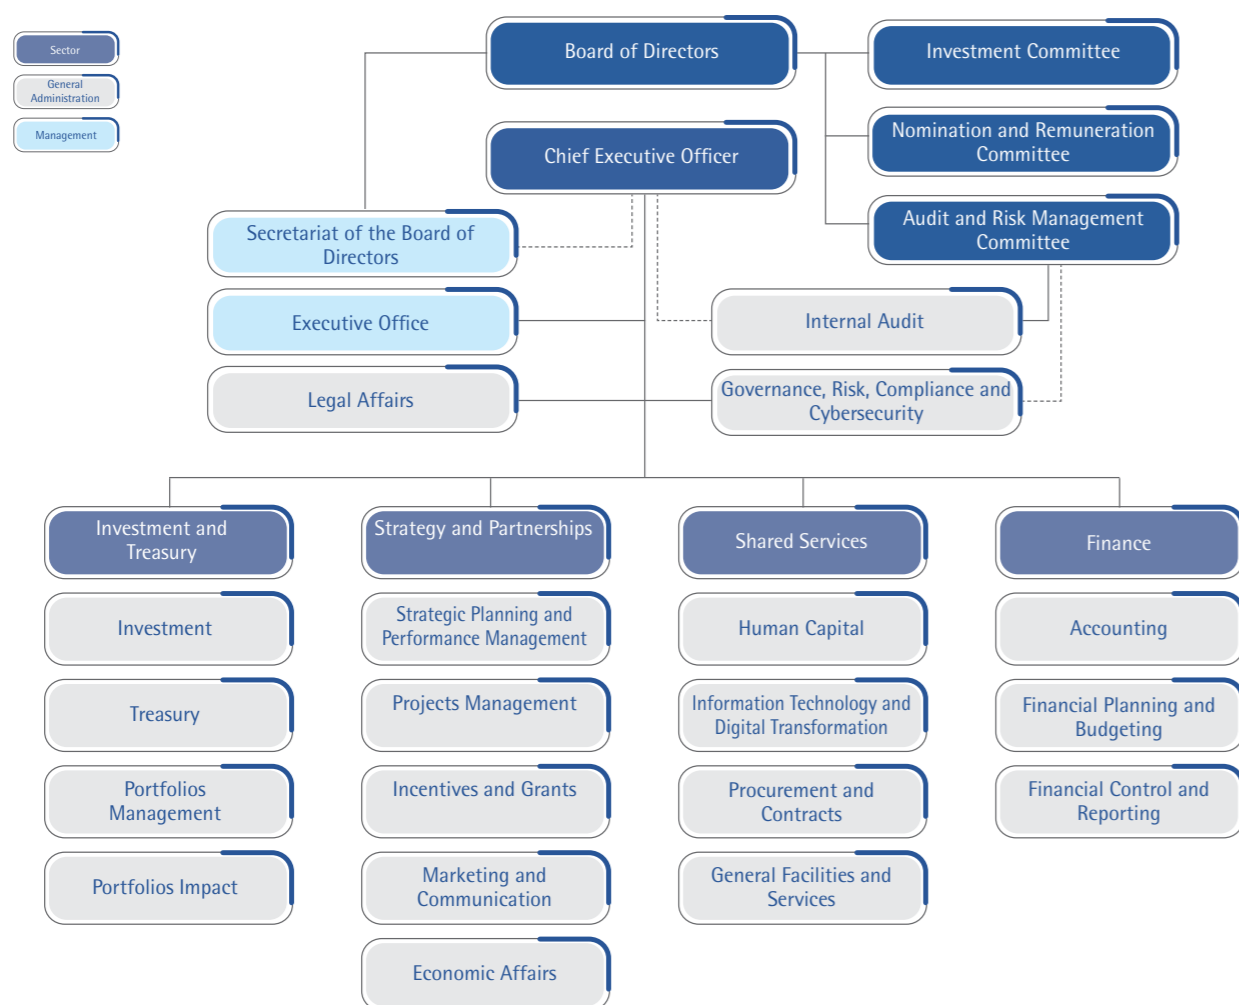 Sector
General
Administration
Management
Board of Directors
Investment Committee
Nomination and Remuneration
Committee
Chief Executive Officer
Audit and Risk Management
Committee
Secretariat of the Board of
Directors
Executive Office
Internal Audit
Legal Affairs
Governance, Risk, Compliance and
Cybersecurity
Investment and
Treasury
Investment
Treasury
Portfolios
Management
Portfolios Impact
Strategy and Partnerships
Strategic Planning and
Performance Management
Projects Management
Incentives and Grants
Marketing and
Communication
Economic Affairs
Shared Services
Human Capital
Information Technology and
Digital Transformation
Procurement and
Contracts
General Facilities and
Services
Finance
Accounting
Financial Planning and
Budgeting
Financial Control and
Reporting